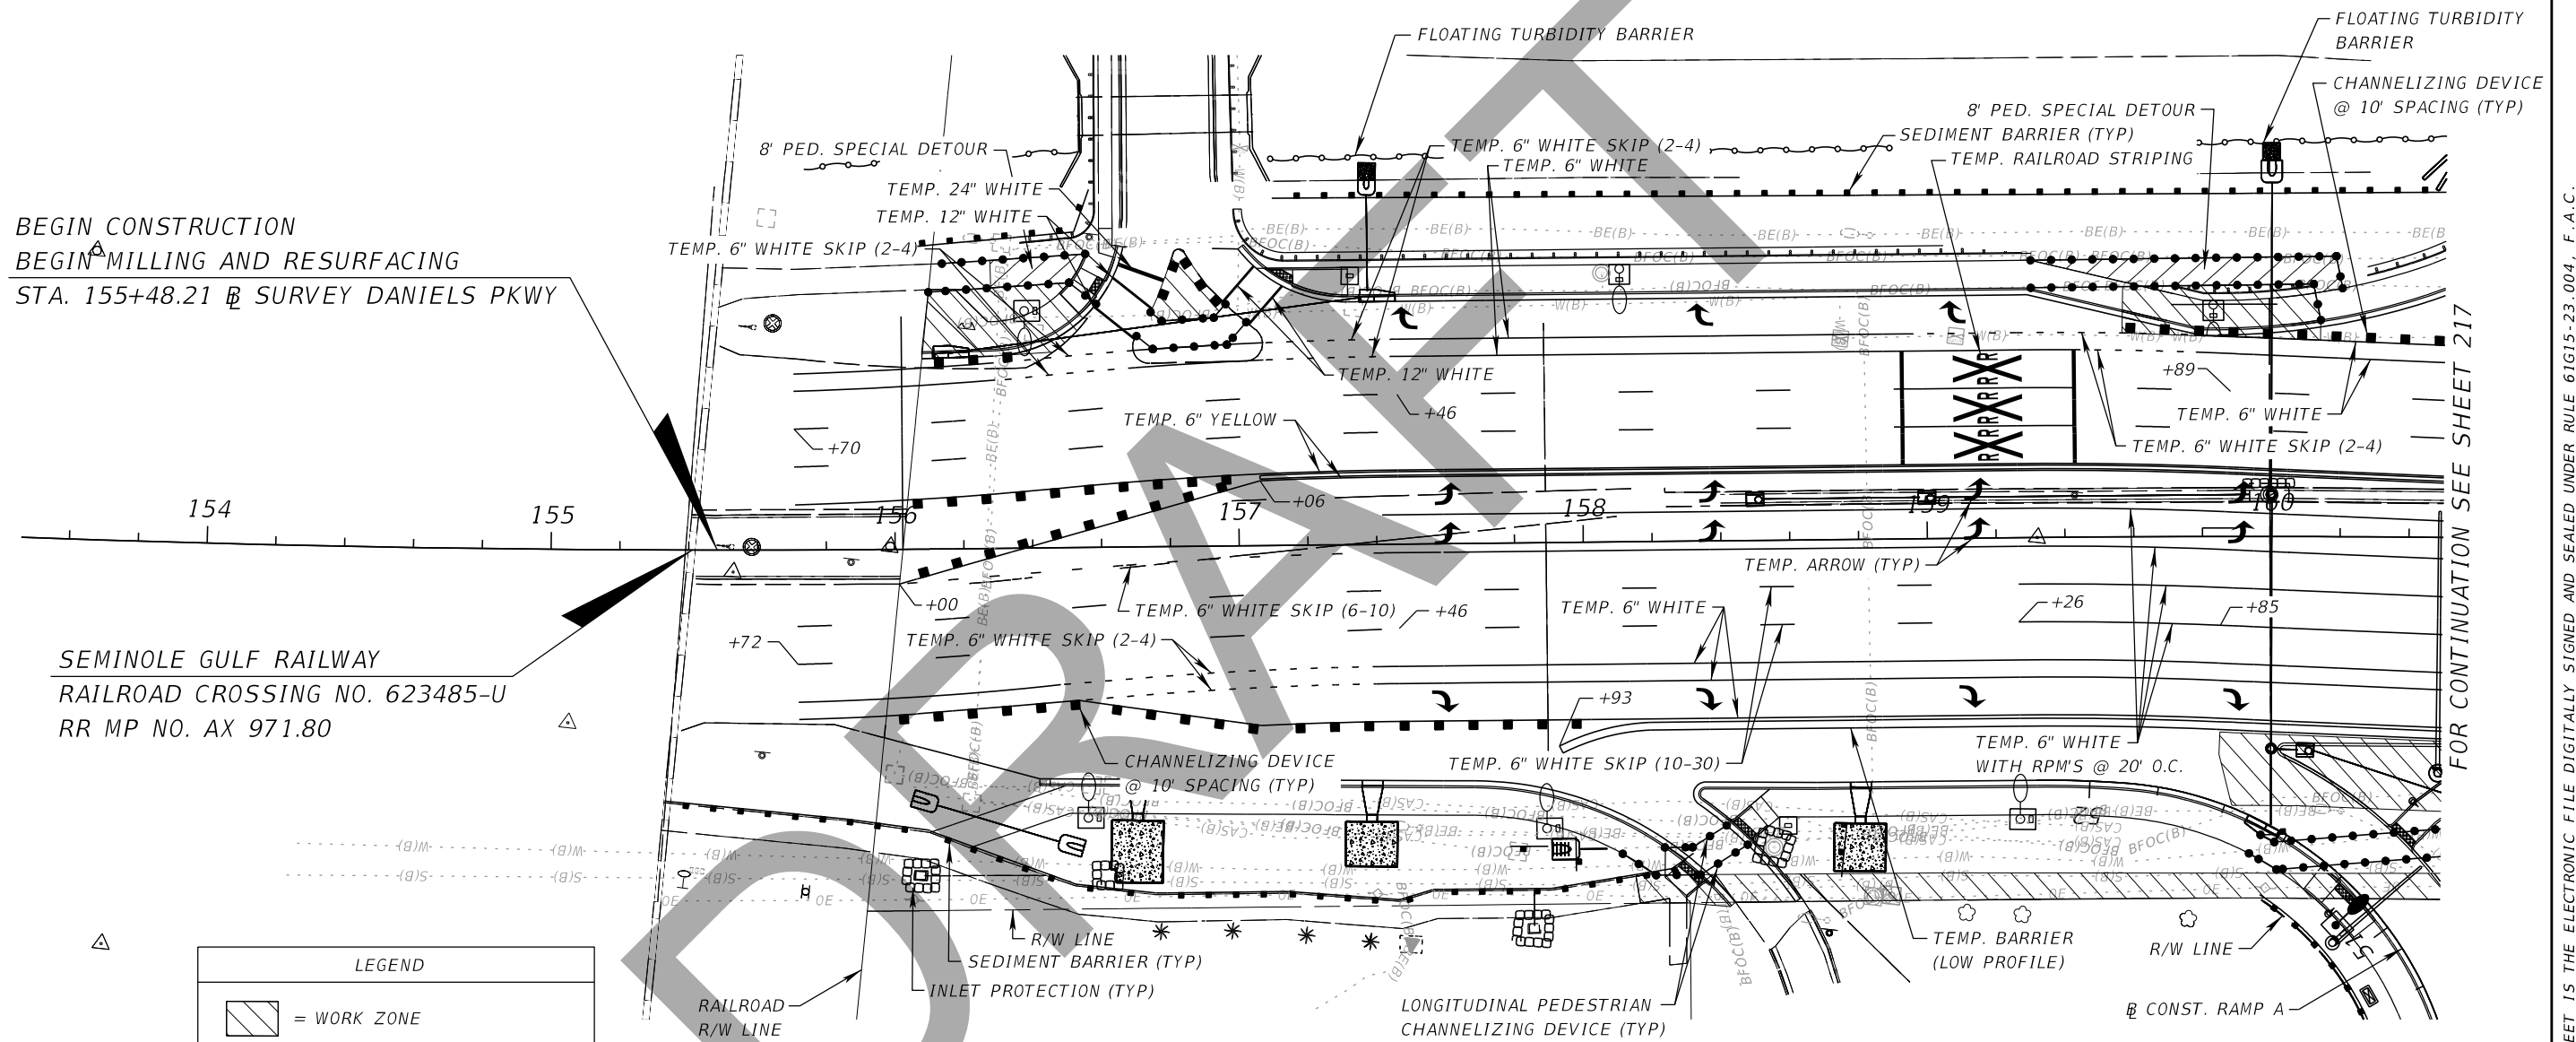 FLOATING TURBIDITY BARRIER
FLOATING TURBIDITY
BARRIER
CHANNELIZING DEVICE
@ 10' SPACING (TYP)
8' PED. SPECIAL DETOUR
SEDIMENT BARRIER (TYP)
TEMP. RAILROAD STRIPING
TEMP. 6" WHITE SKIP (2-4)
TEMP. 6" WHITE
8' PED. SPECIAL DETOUR
TEMP. 24" WHITE
TEMP. 12" WHITE
TEMP. 6" WHITE SKIP (2-4)
BEGIN CONSTRUCTION
BEGIN MILLING AND RESURFACING
STA. 155+48.21 BL SURVEY DANIELS PKWY
TEMP. 12" WHITE
TEMP. 6" YELLOW
+46
+70
+89
TEMP. 6" WHITE
TEMP. 6" WHITE SKIP (2-4)
R R
R R
R R
+06
154
155
156
157
158
159
160
TEMP. ARROW (TYP)
+00
TEMP. 6" WHITE SKIP (6-10)
+46
TEMP. 6" WHITE
+26
+85
+72
TEMP. 6" WHITE SKIP (2-4)
SEMINOLE GULF RAILWAY
RAILROAD CROSSING NO. 623485-U
RR MP NO. AX 971.80
+93
CHANNELIZING DEVICE
@ 10' SPACING (TYP)
TEMP. 6" WHITE SKIP (10-30)
TEMP. 6" WHITE
WITH RPM'S @ 20' O.C.
FOR CONTINUATION SEE SHEET 217
EET IS THE ELECTRONIC FILE DIGITALLY SIGNED AND SEALED UNDER RULE 61G15-23.004, F.A.C.
BE(B)
BFOC(B)
W(B)
CAS(B)
S(B)
OE
52
51
R/W LINE
SEDIMENT BARRIER (TYP)
INLET PROTECTION (TYP)
RAILROAD
R/W LINE
LONGITUDINAL PEDESTRIAN
CHANNELIZING DEVICE (TYP)
TEMP. BARRIER
(LOW PROFILE)
R/W LINE
BL CONST. RAMP A
LEGEND
= WORK ZONE
DRAFT